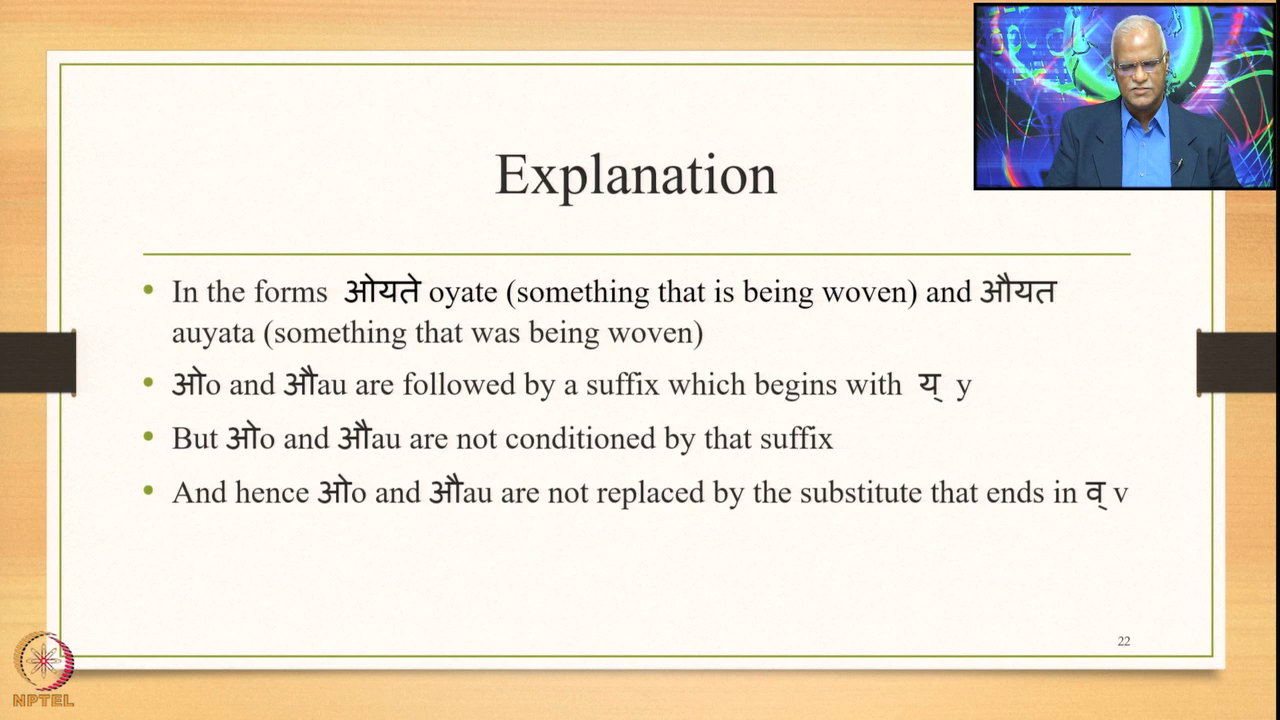 Explanation
In the forms ओयते oyate (something that is being woven) and औयत
auyata (something that was being woven)
ओo and औau are followed by a suffix which begins with य् y
But ओo and औau are not conditioned by that suffix
And hence ओo and औau are not replaced by the substitute that ends in व् v
22
NPTEL